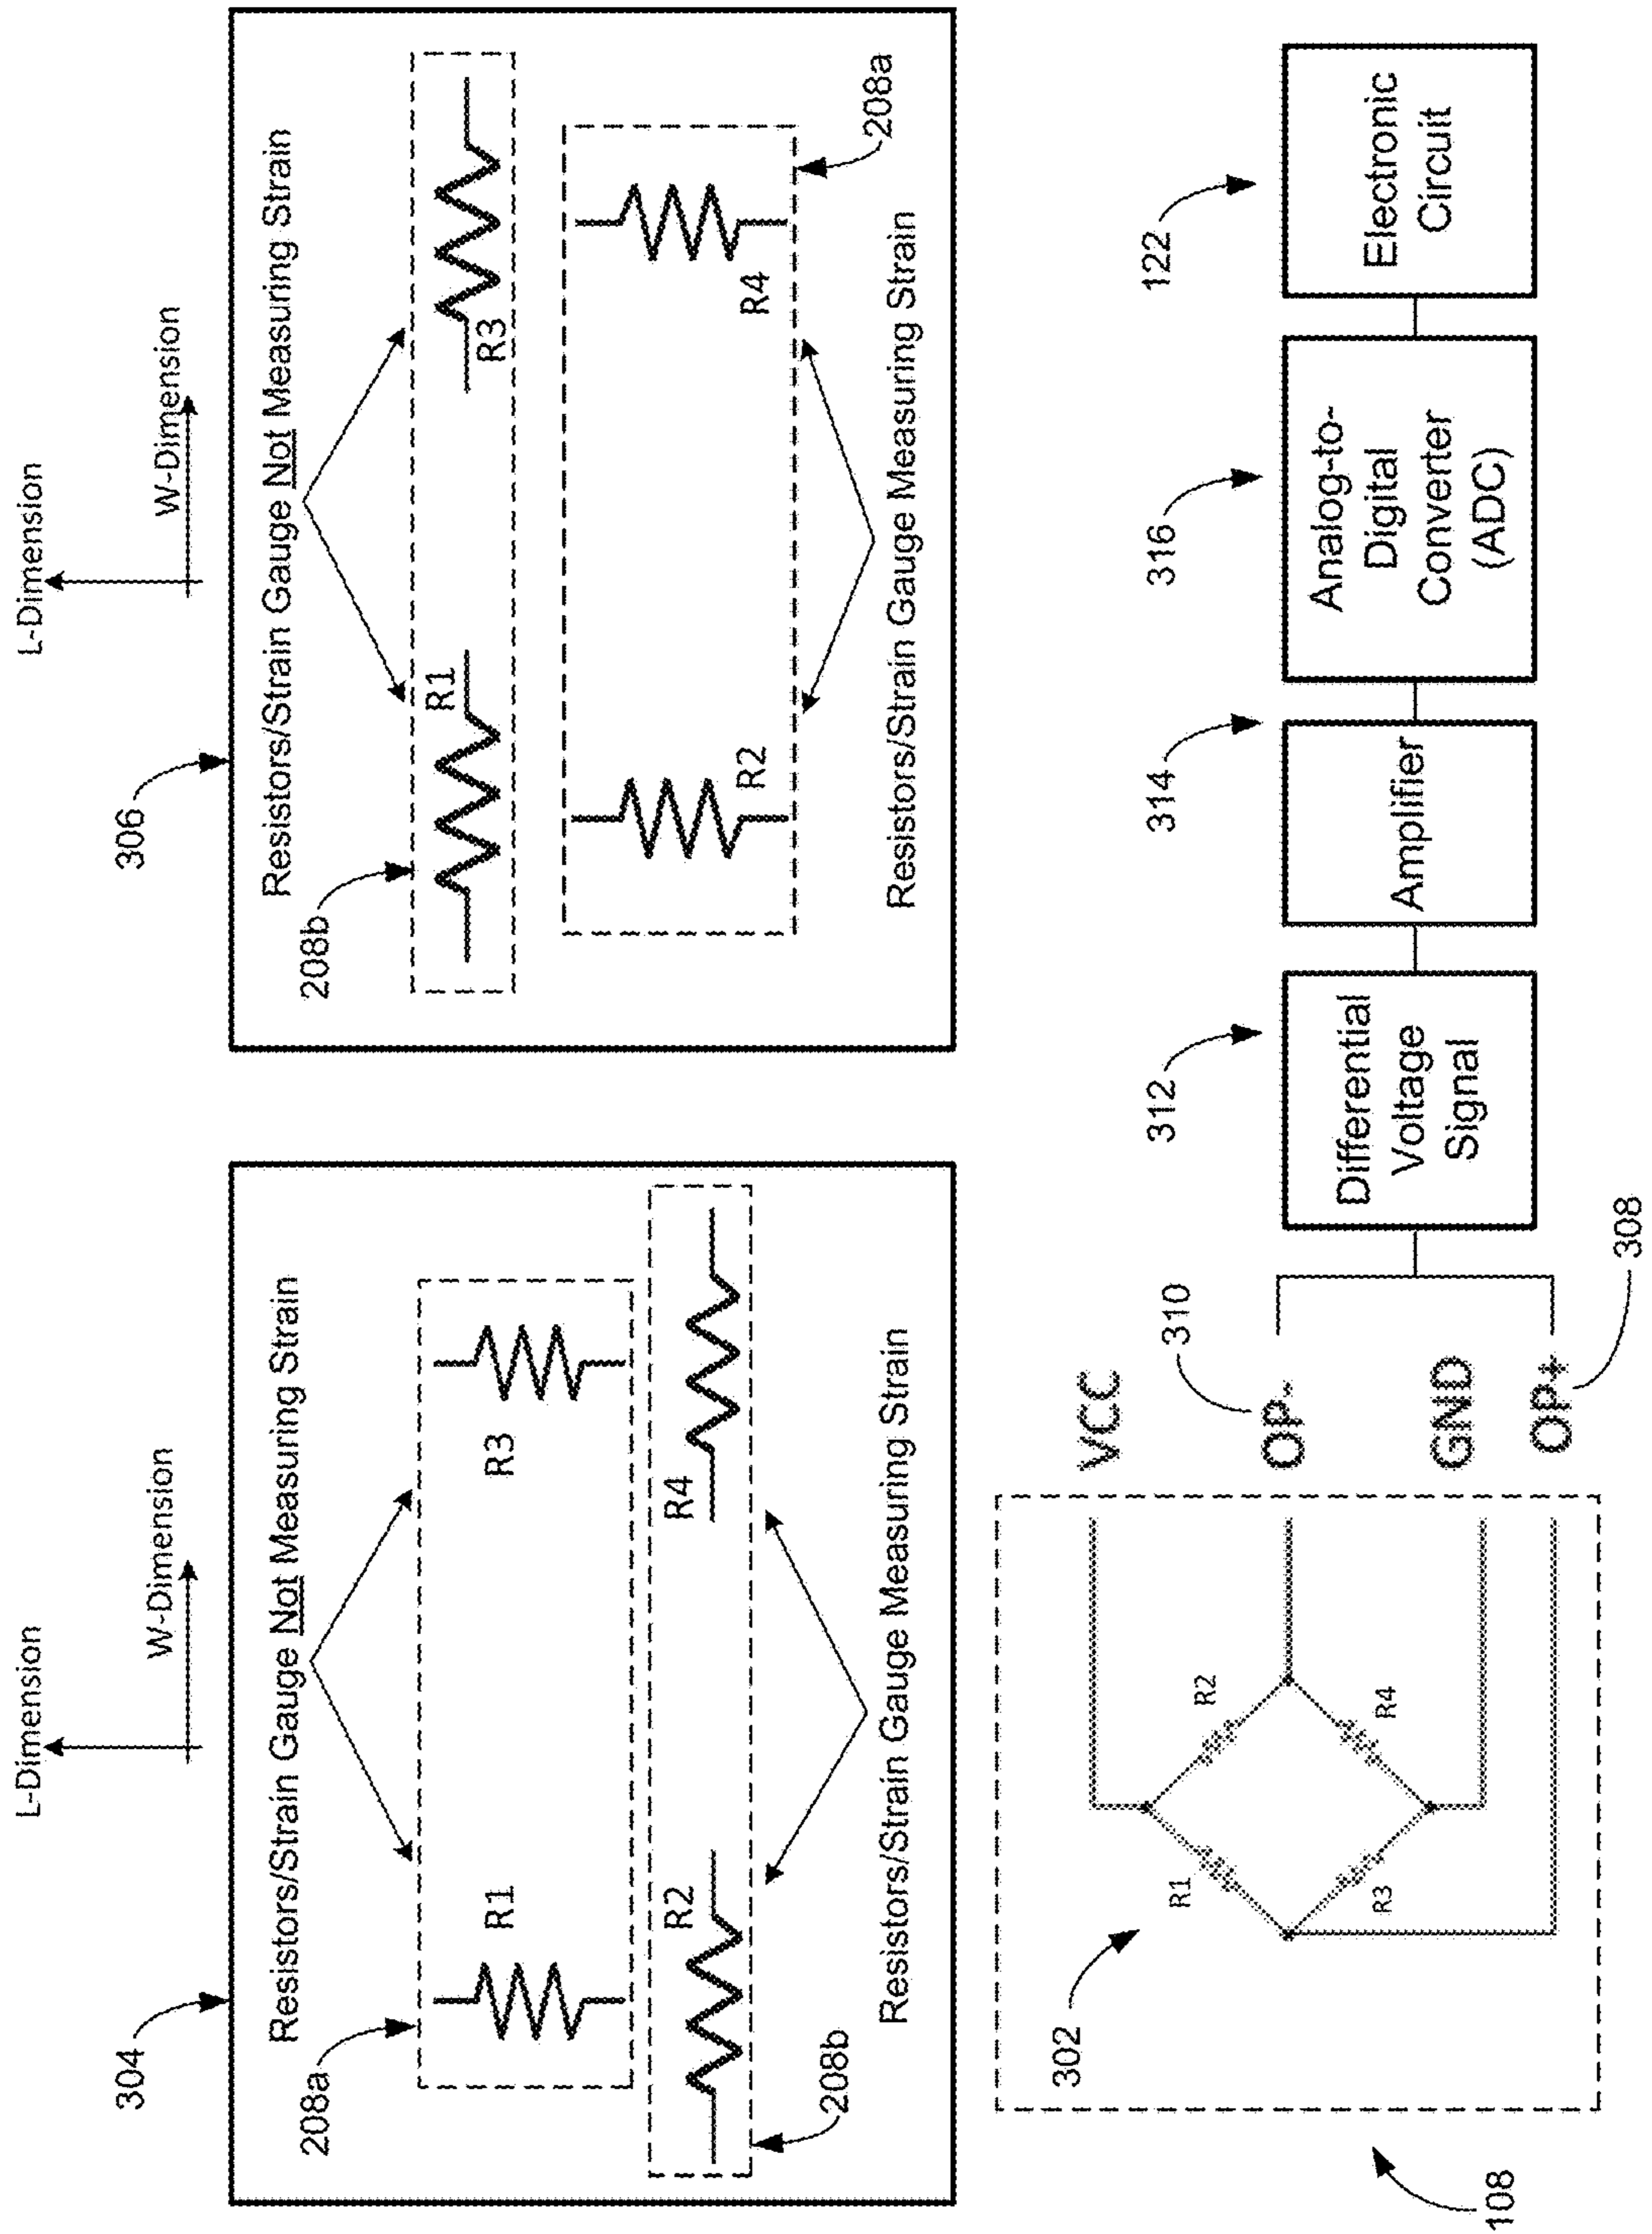 L-Dimension
W-Dimension
304
Resistors/Strain Gauge Not Measuring Strain
208a
R1
R3
R2
R4
208b
Resistors/Strain Gauge Measuring Strain
L-Dimension
W-Dimension
306
Resistors/Strain Gauge Not Measuring Strain
208b
R1
R3
R2
R4
208a
Resistors/Strain Gauge Measuring Strain
108
302
R1
R2
R3
R4
VCC
OP-
GND
OP+
310
308
312
Differential
Voltage
Signal
314
Amplifier
316
Analog-to-
Digital
Converter
(ADC)
122
Electronic
Circuit